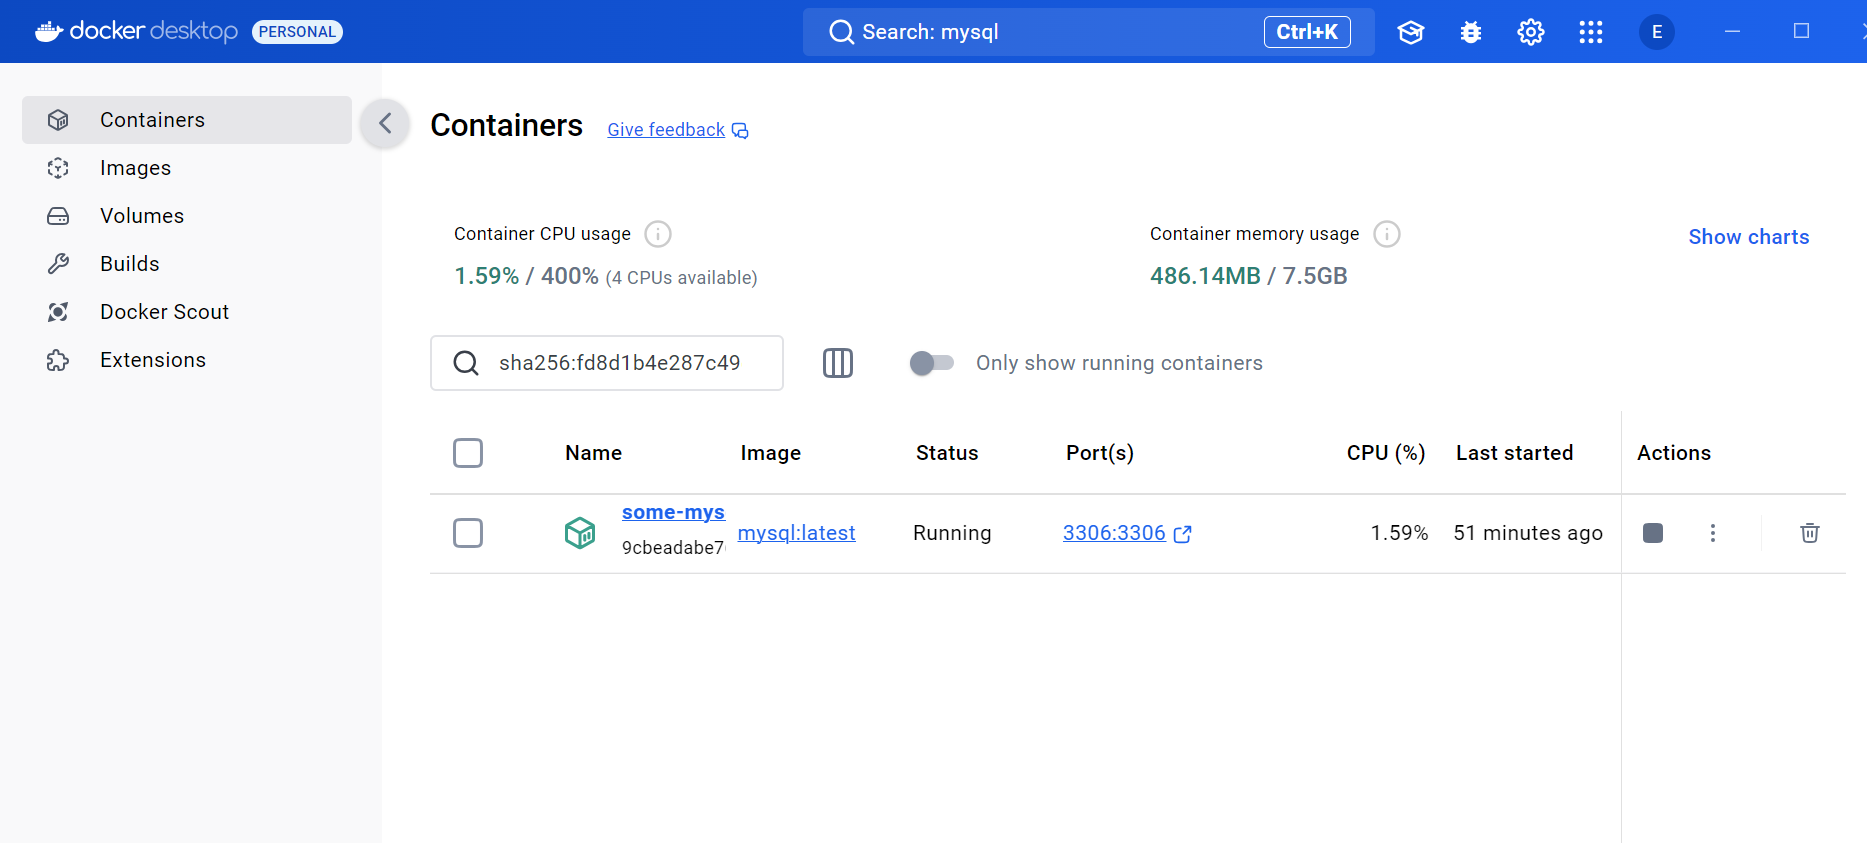 docker desktop PERSONAL
Search: mysql Ctrl+K
E
Containers
Images
Volumes
Builds
Docker Scout
Extensions
Containers Give feedback
Container CPU usage
1.59% / 400% (4 CPUs available)
Container memory usage
486.14MB / 7.5GB
Show charts
sha256:fd8d1b4e287c49
Only show running containers
Name Image Status Port(s) CPU (%) Last started Actions
some-mys
9cbeadabe7
mysql:latest Running 3306:3306 1.59% 51 minutes ago